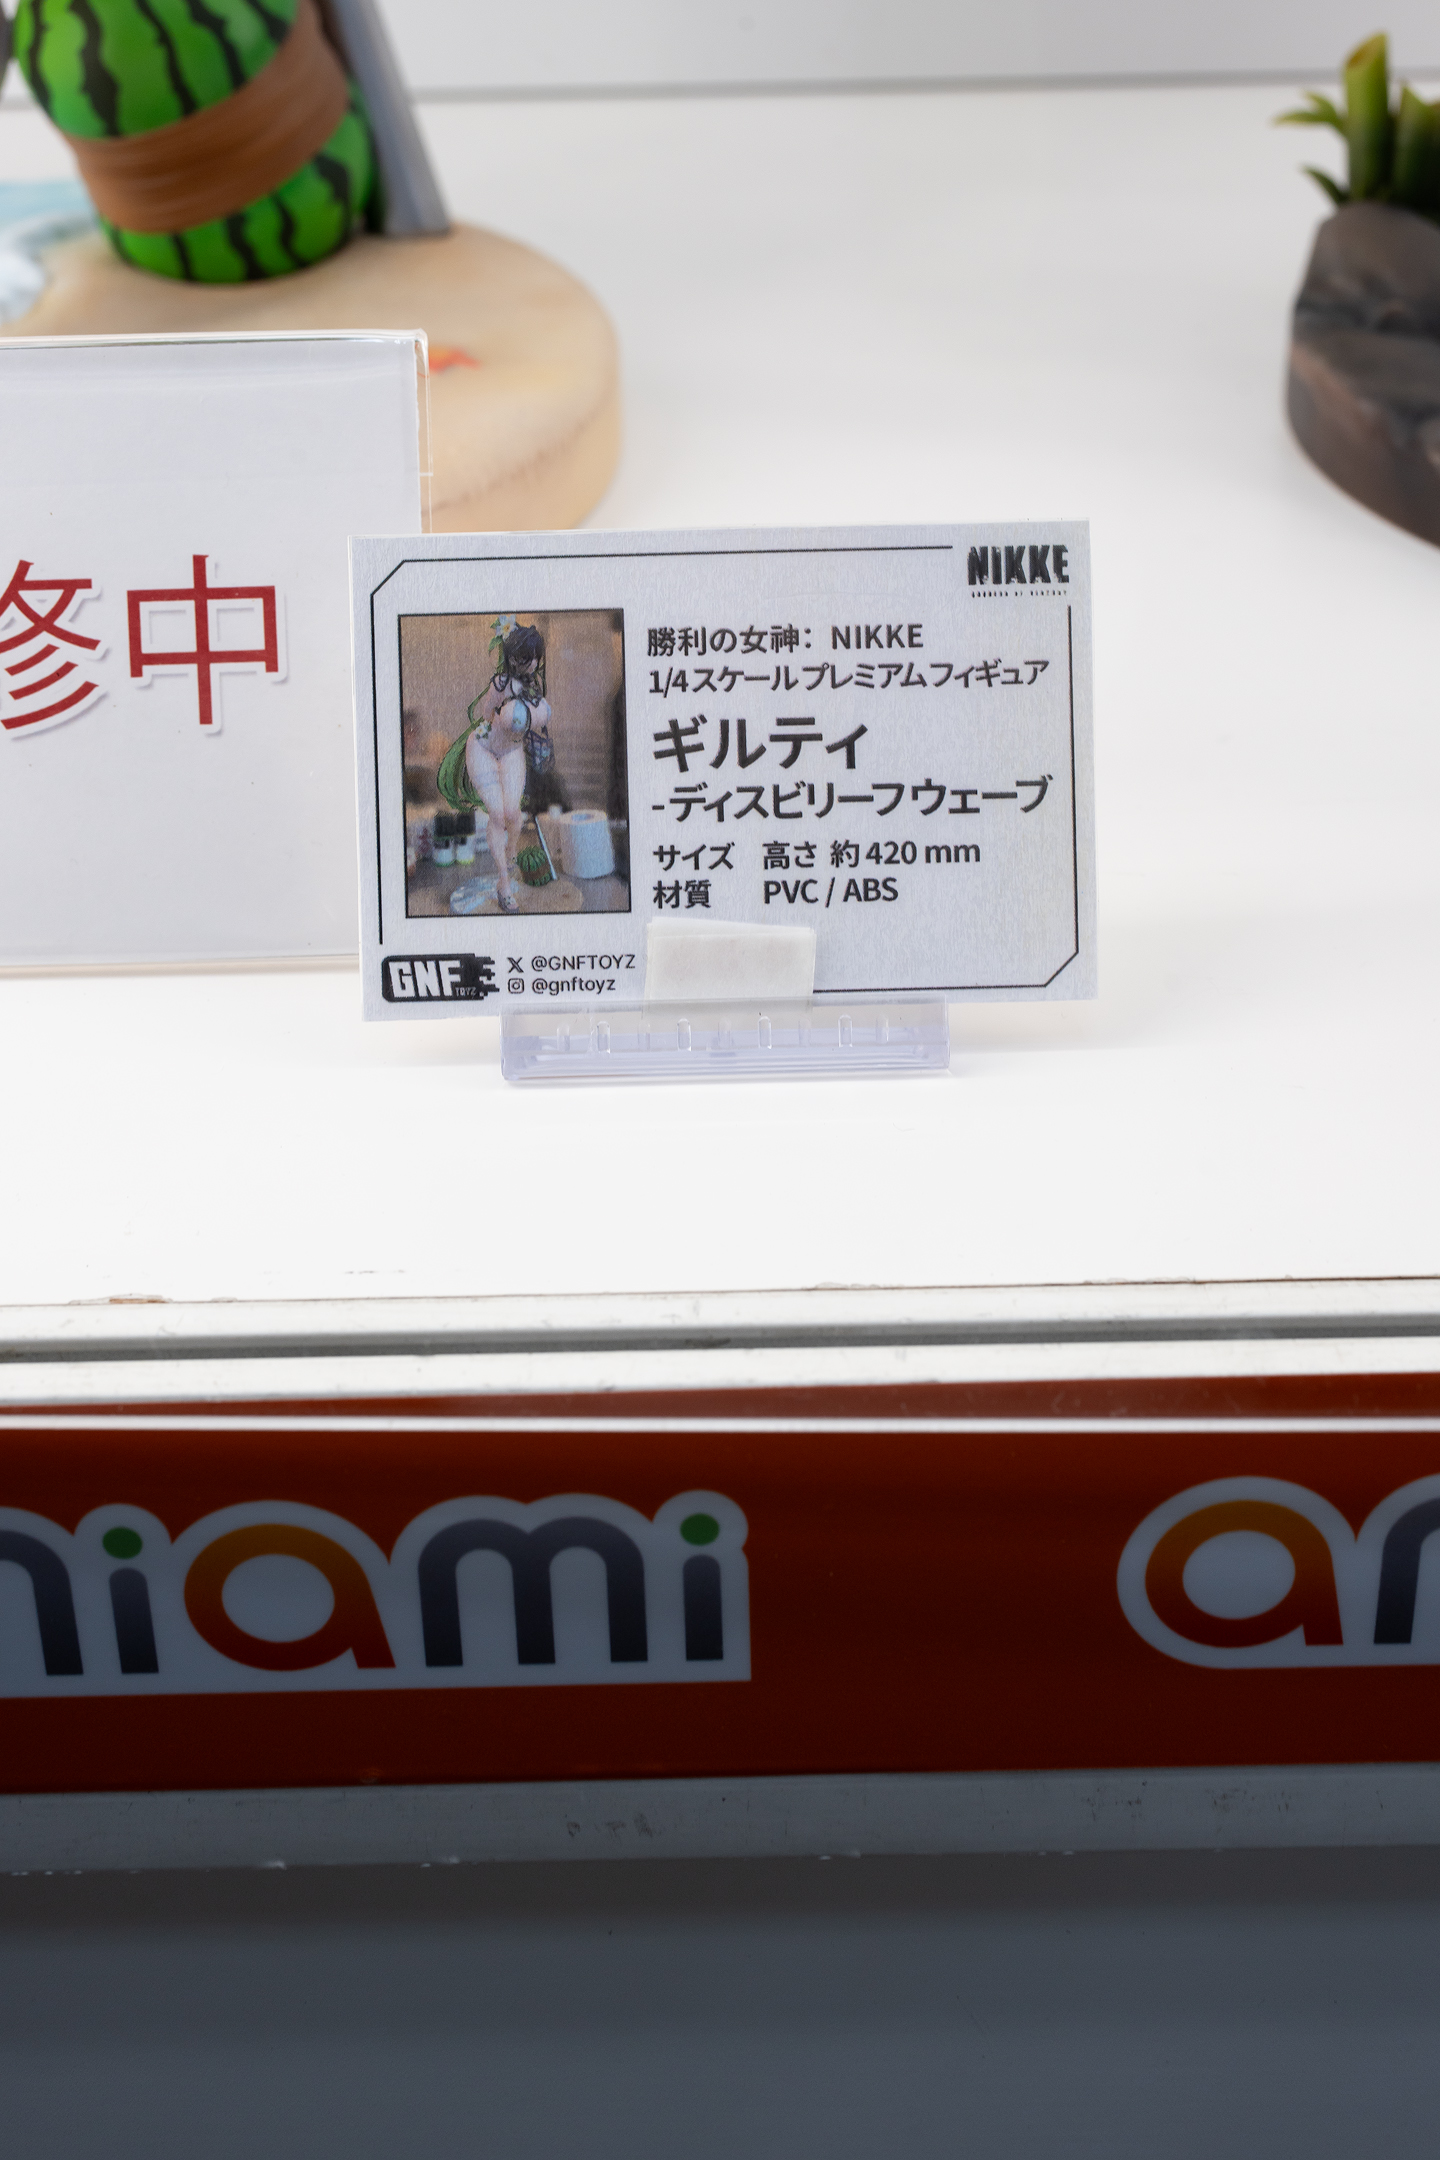 修中
NIKKE
勝利の女神：NIKKE
1/4スケールプレミアムフィギュア
ギルティ
-ディスビリーフウェーブ
サイズ 高さ 約420 mm
材質 PVC / ABS
GNF
TOYZ
@GNFTOYZ
@gnftoyz
niami
an